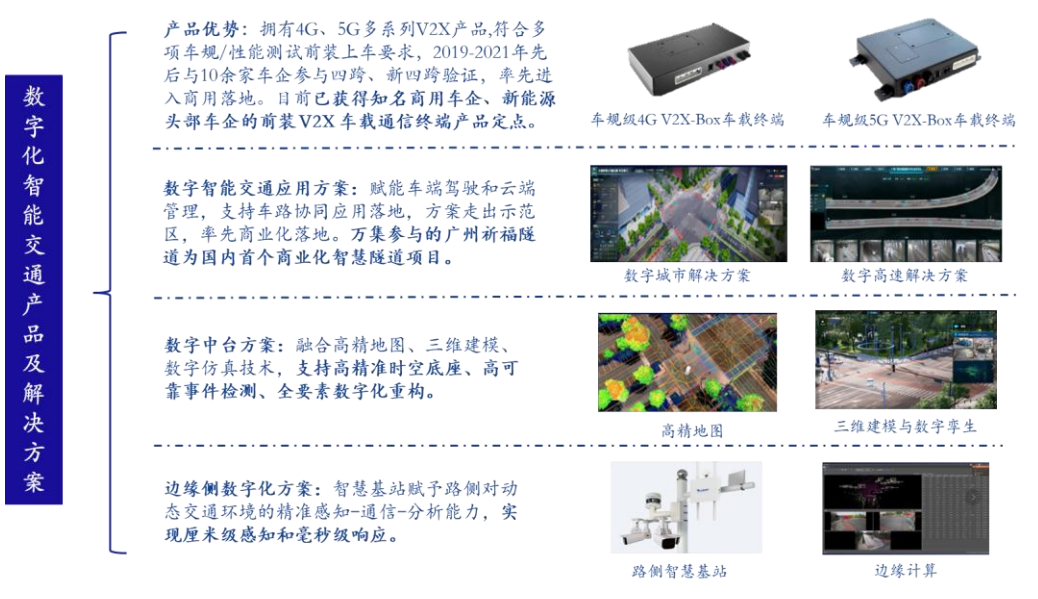 数字化智能交通产品及解决方案
产品优势：拥有4G、5G多系列V2X产品,符合多
项车规/性能测试前装上车要求，2019-2021年先
后与10余家车企参与四跨、新四跨验证，率先进
入商用落地。目前已获得知名商用车企、新能源
头部车企的前装V2X车载通信终端产品定点。
车规级4G V2X-Box车载终端
车规级5G V2X-Box车载终端
数字智能交通应用方案：赋能车端驾驶和云端
管理，支持车路协同应用落地，方案走出示范
区，率先商业化落地。万集参与的广州祈福隧
道为国内首个商业化智慧隧道项目。
数字城市解决方案
数字高速解决方案
数字中台方案：融合高精地图、三维建模、
数字仿真技术，支持高精准时空底座、高可
靠事件检测、全要素数字化重构。
高精地图
三维建模与数字孪生
边缘侧数字化方案：智慧基站赋予路侧对动
态交通环境的精准感知-通信-分析能力，实
现厘米级感知和毫秒级响应。
路侧智慧基站
边缘计算